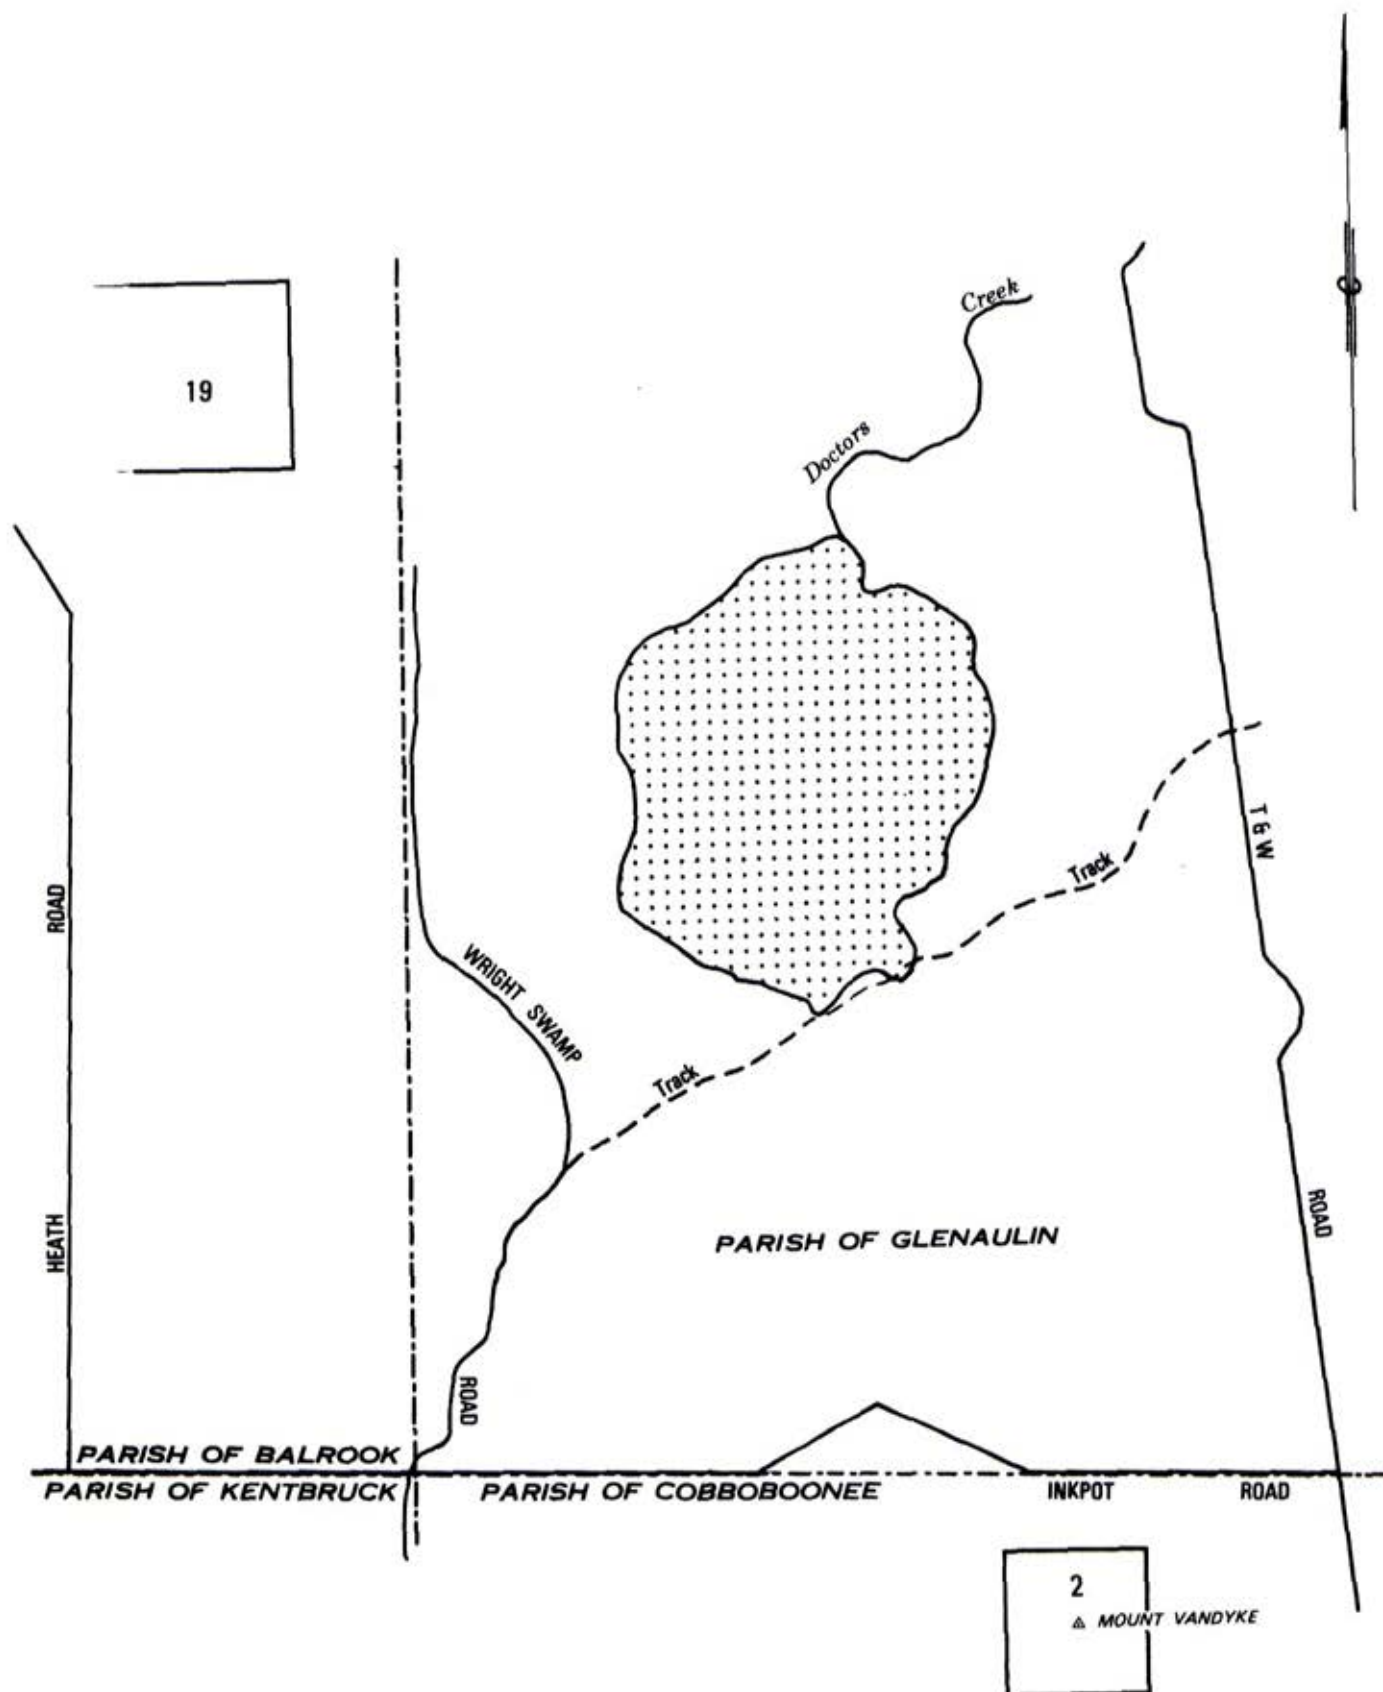 Creek
19
Doctors
T & W
Track
ROAD
WRIGHT SWAMP
Track
ROAD
HEATH
PARISH OF GLENAULIN
ROAD
PARISH OF BALROOK
PARISH OF KENTBRUCK
PARISH OF COBBOBOONEE
INKPOT ROAD
2
MOUNT VANDYKE